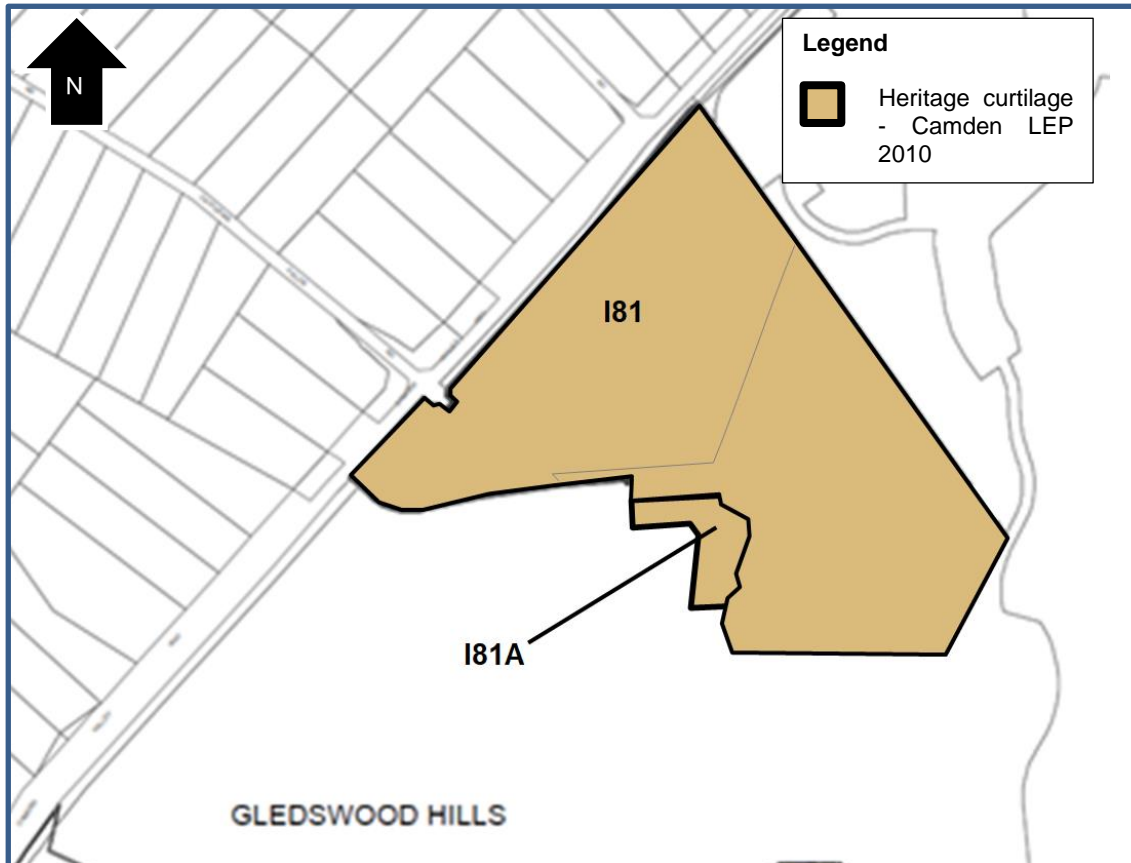 N
Legend
Heritage curtilage
- Camden LEP
2010
I81
I81A
GLEDSWOOD HILLS